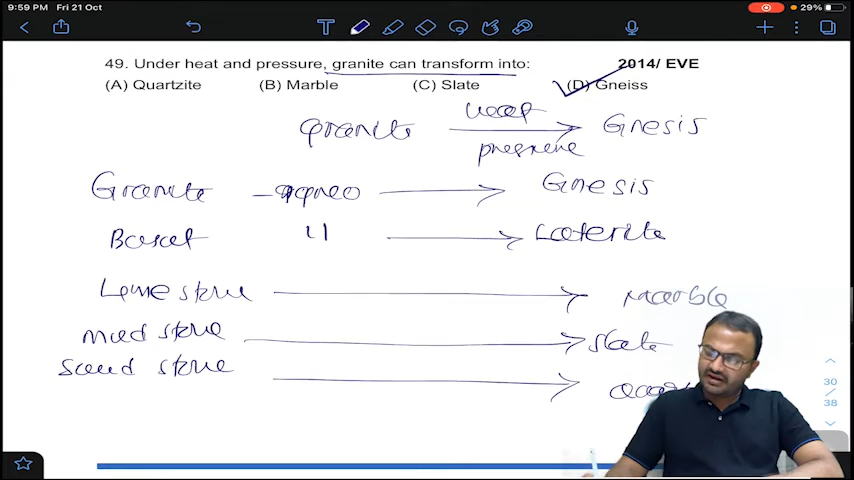 9:59 PM Fri 21 Oct
29%
49. Under heat and pressure, granite can transform into: 2014/ EVE
(A) Quartzite (B) Marble (C) Slate (D) Gneiss
granite heat pressure Gnesis
Granite Gnesis
Basat 11 Laterite
Lime stone Marble
mud stone slate
Sand stone
30
/
38